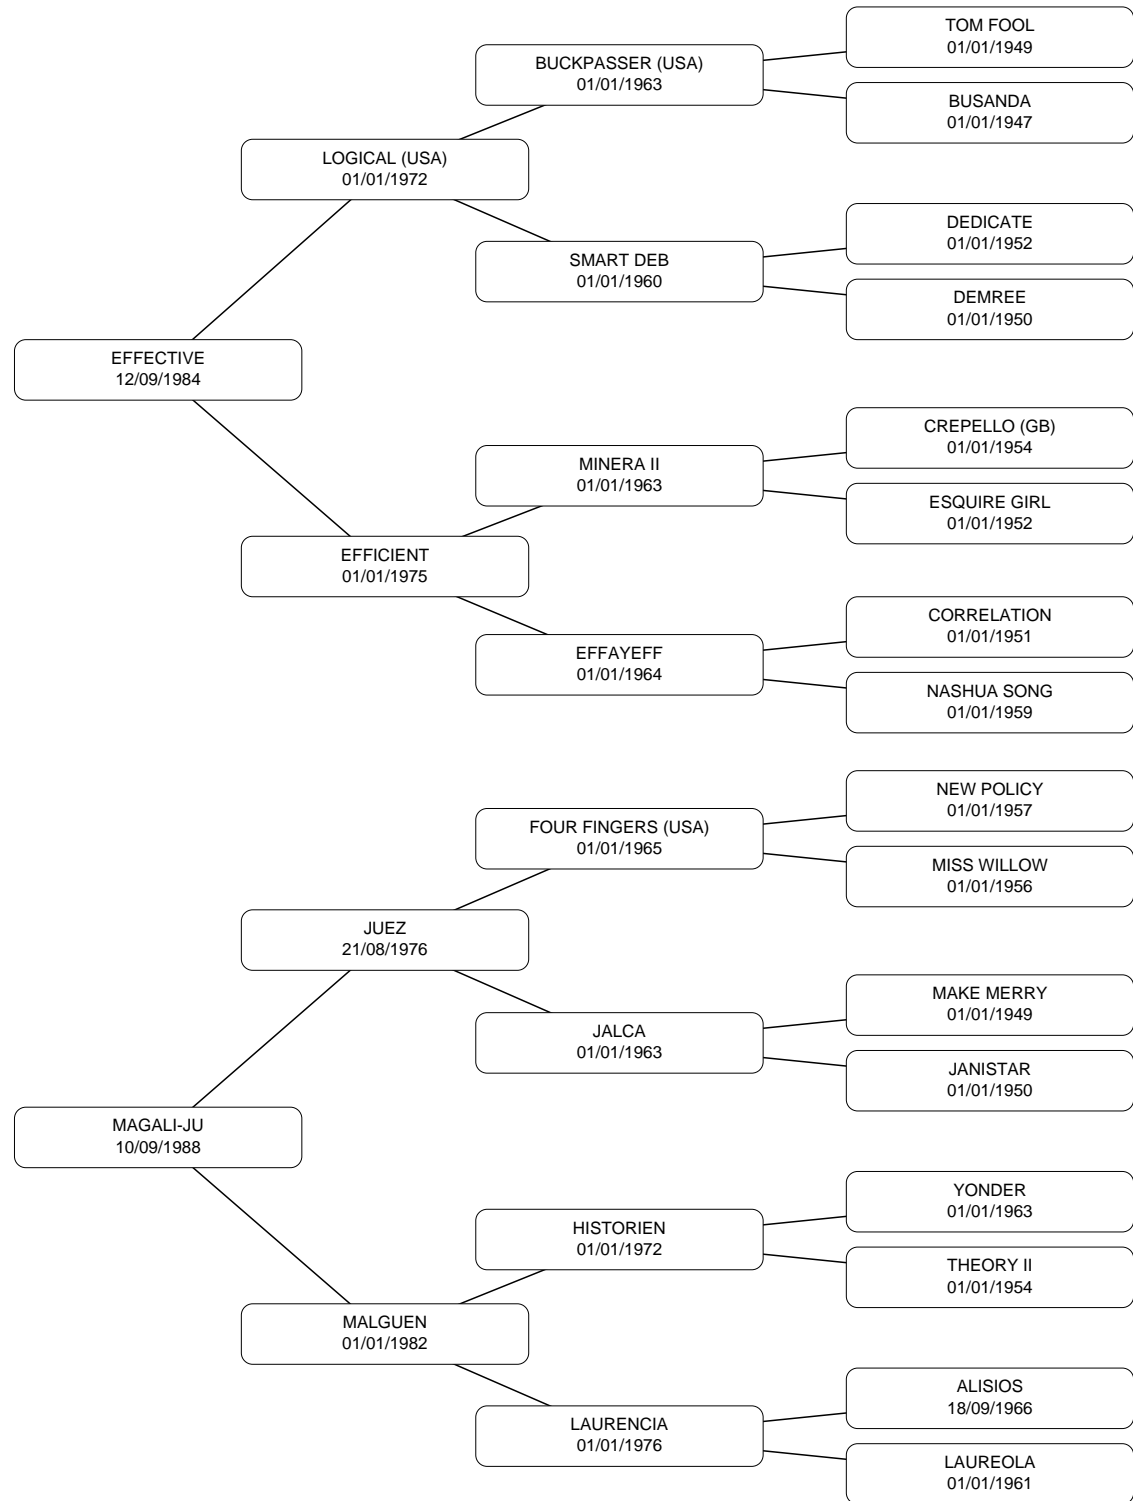 TOM FOOL
01/01/1949
BUCKPASSER (USA)
01/01/1963
BUSANDA
01/01/1947
LOGICAL (USA)
01/01/1972
DEDICATE
01/01/1952
SMART DEB
01/01/1960
DEMREE
01/01/1950
EFFECTIVE
12/09/1984
CREPELLO (GB)
01/01/1954
MINERA II
01/01/1963
ESQUIRE GIRL
01/01/1952
EFFICIENT
01/01/1975
CORRELATION
01/01/1951
EFFAYEFF
01/01/1964
NASHUA SONG
01/01/1959
NEW POLICY
01/01/1957
FOUR FINGERS (USA)
01/01/1965
MISS WILLOW
01/01/1956
JUEZ
21/08/1976
MAKE MERRY
01/01/1949
JALCA
01/01/1963
JANISTAR
01/01/1950
MAGALI-JU
10/09/1988
YONDER
01/01/1963
HISTORIEN
01/01/1972
THEORY II
01/01/1954
MALGUEN
01/01/1982
ALISIOS
18/09/1966
LAURENCIA
01/01/1976
LAUREOLA
01/01/1961